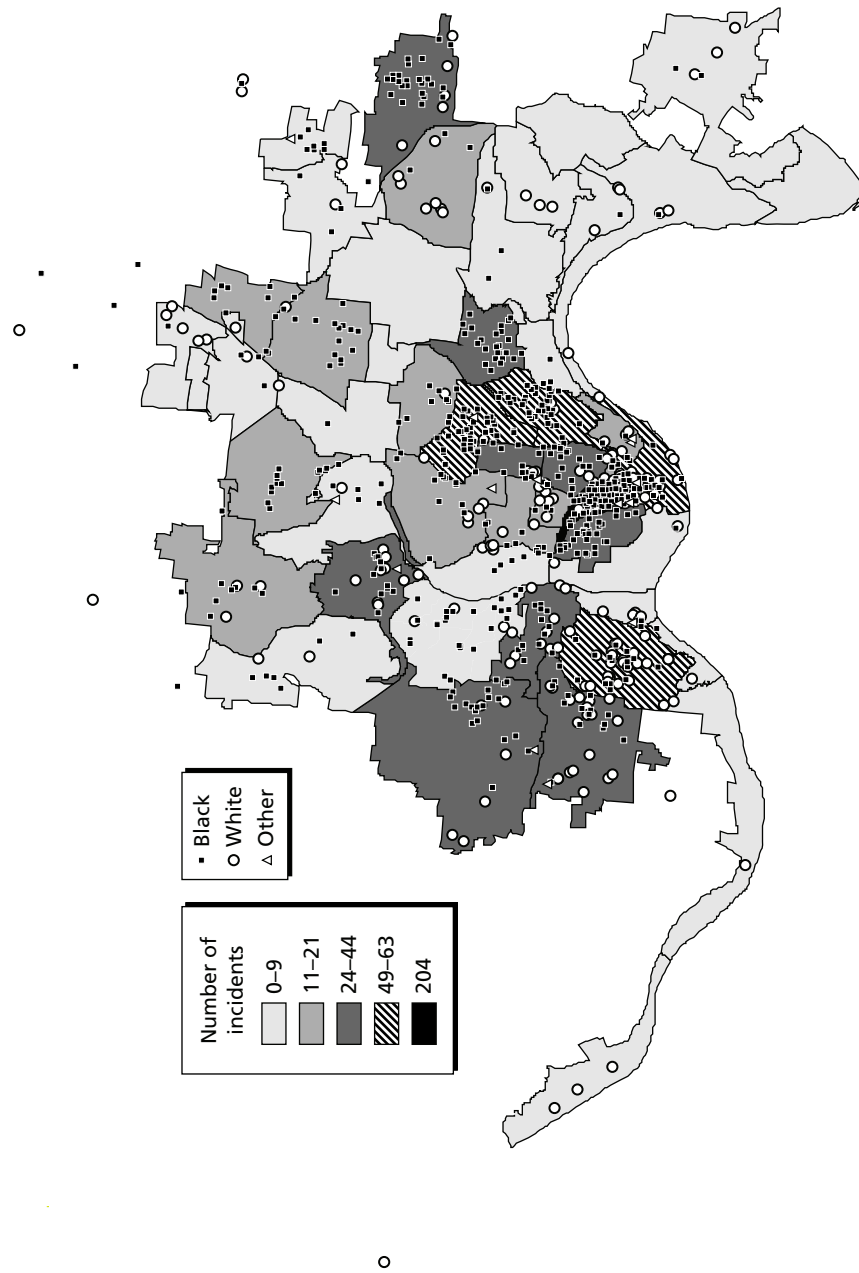 Black
White
Other
Number of
incidents
0–9
11–21
24–44
49–63
204